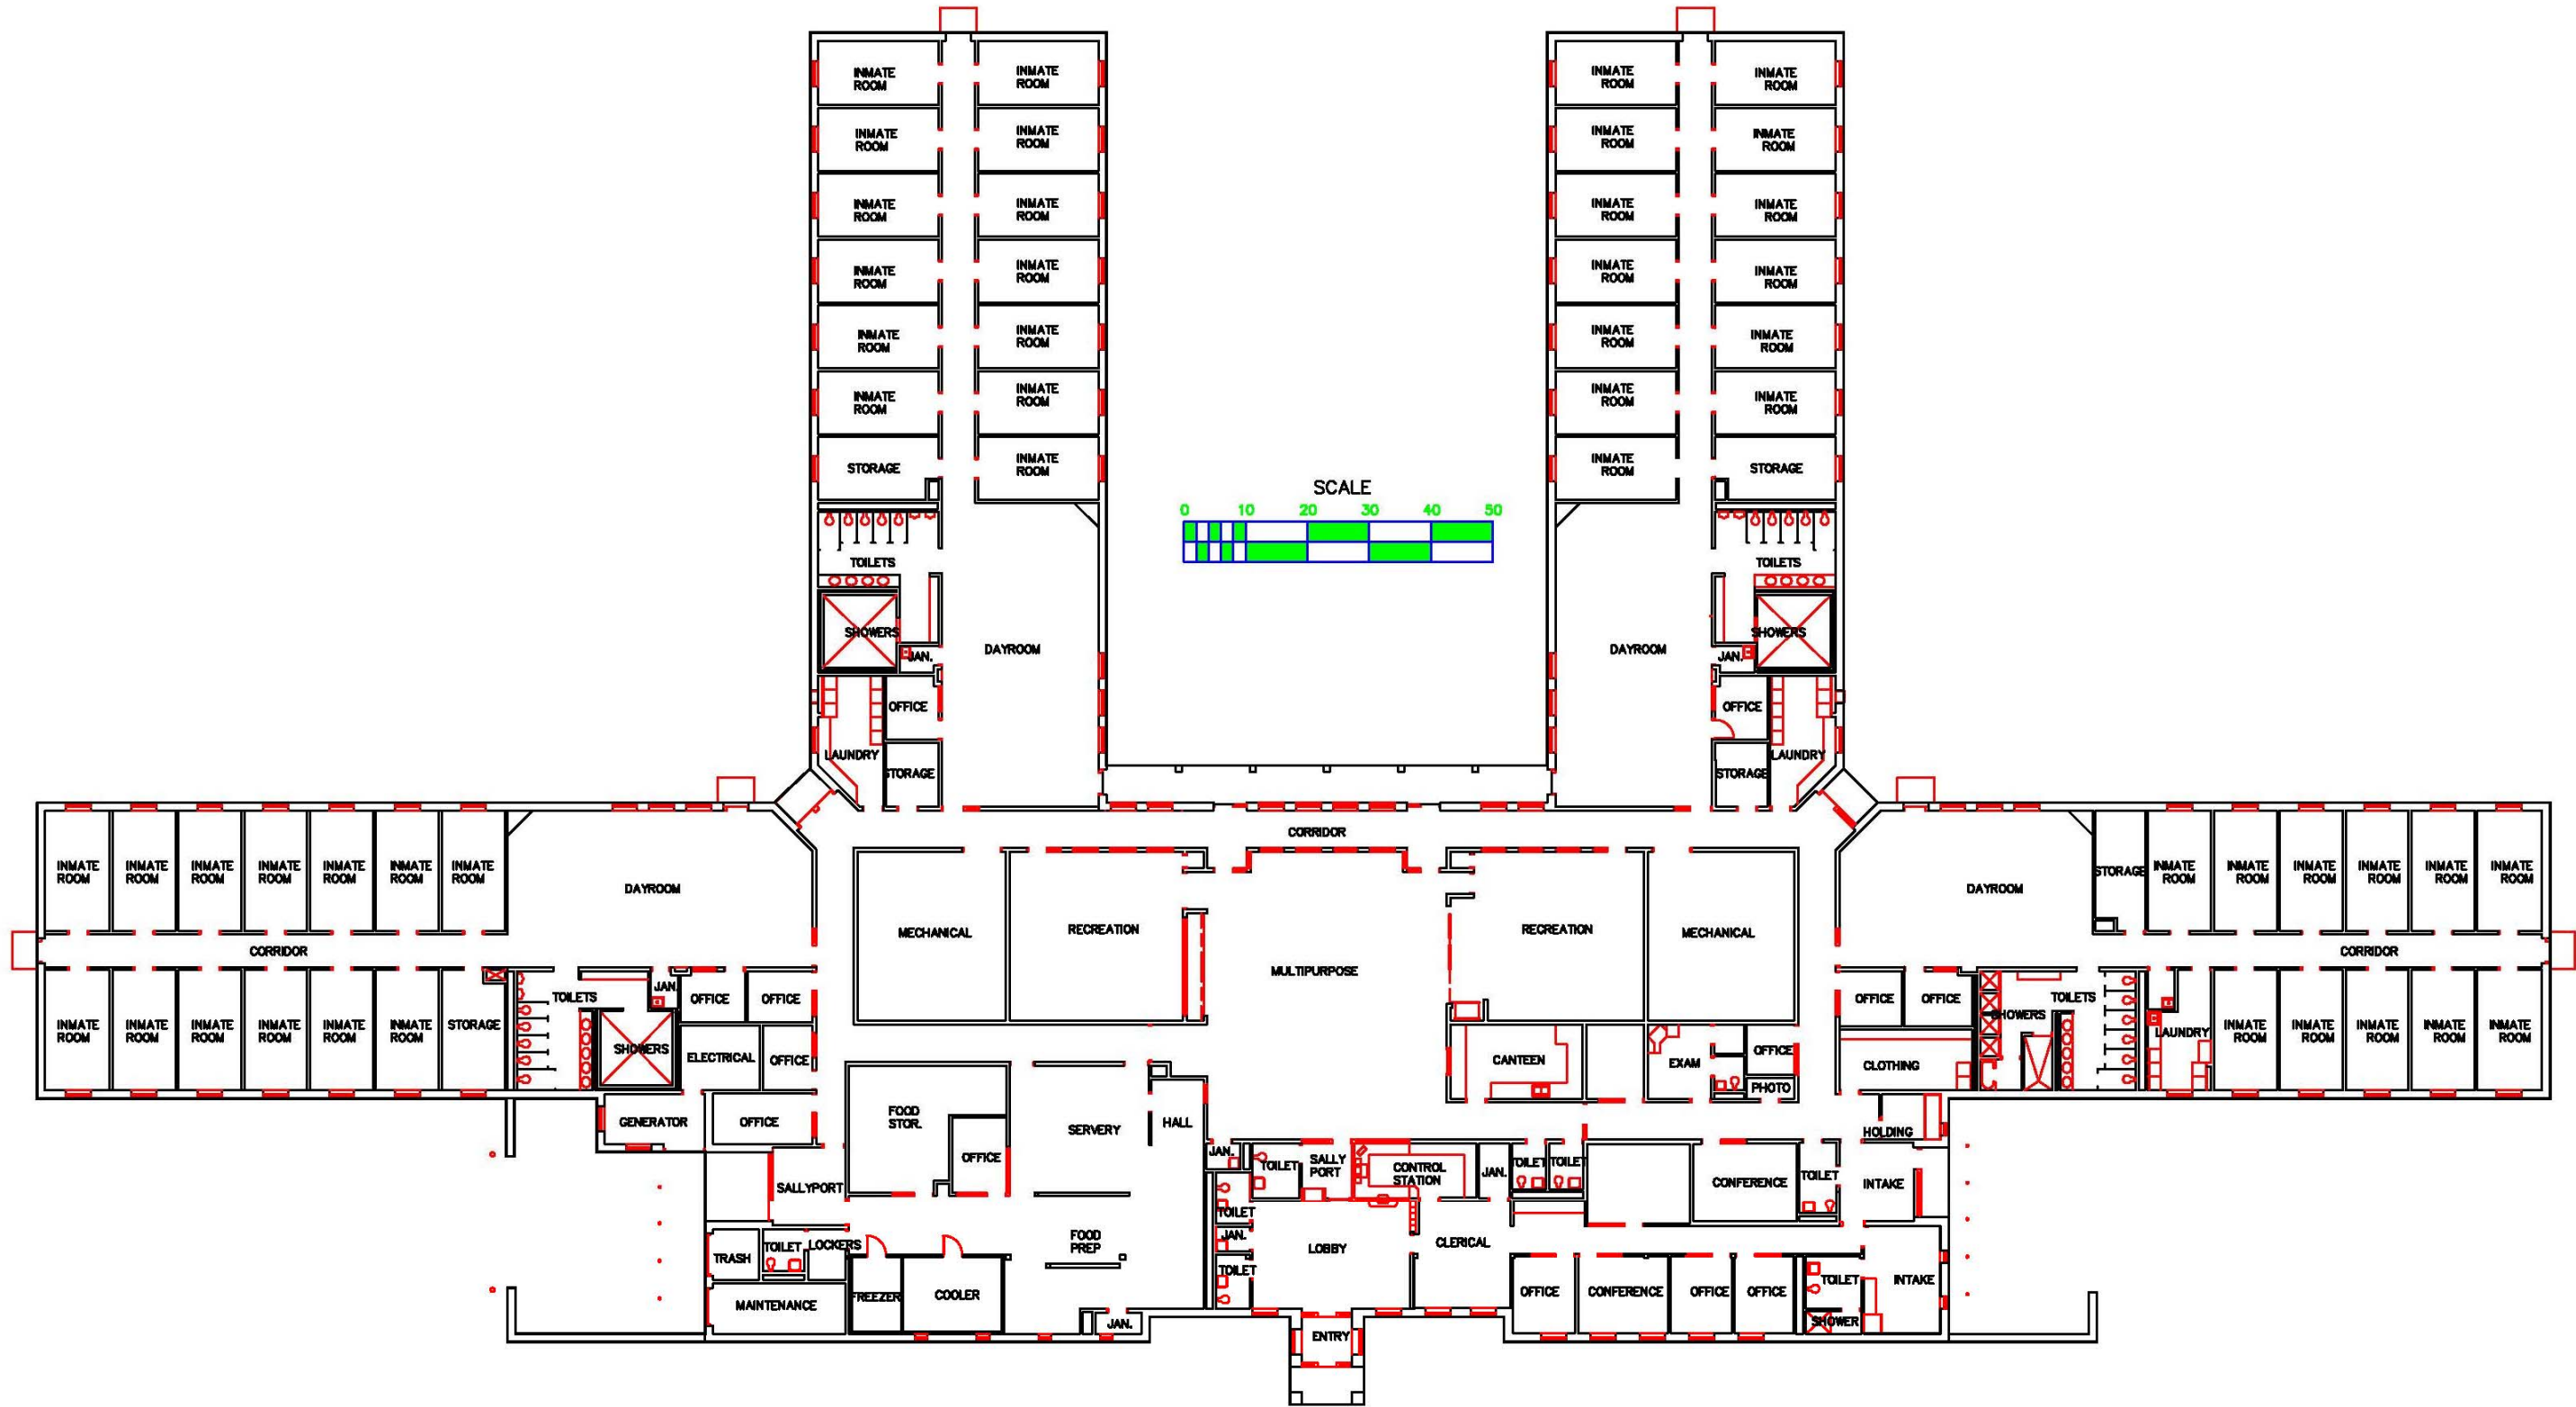 INMATE
ROOM
INMATE
ROOM
INMATE
ROOM
INMATE
ROOM
INMATE
ROOM
INMATE
ROOM
INMATE
ROOM
INMATE
ROOM
INMATE
ROOM
INMATE
ROOM
INMATE
ROOM
INMATE
ROOM
INMATE
ROOM
INMATE
ROOM
INMATE
ROOM
INMATE
ROOM
INMATE
ROOM
INMATE
ROOM
INMATE
ROOM
INMATE
ROOM
INMATE
ROOM
INMATE
ROOM
INMATE
ROOM
INMATE
ROOM
STORAGE
INMATE
ROOM
INMATE
ROOM
STORAGE
SCALE
0 10 20 30 40 50
TOILETS
TOILETS
SHOWERS
JAN.
DAYROOM
DAYROOM
JAN.
SHOWERS
OFFICE
OFFICE
LAUNDRY
STORAGE
STORAGE
LAUNDRY
CORRIDOR
INMATE
ROOM
INMATE
ROOM
INMATE
ROOM
INMATE
ROOM
INMATE
ROOM
INMATE
ROOM
INMATE
ROOM
DAYROOM
DAYROOM
STORAGE
INMATE
ROOM
INMATE
ROOM
INMATE
ROOM
INMATE
ROOM
INMATE
ROOM
INMATE
ROOM
MECHANICAL
RECREATION
MULTIPURPOSE
RECREATION
MECHANICAL
CORRIDOR
CORRIDOR
INMATE
ROOM
INMATE
ROOM
INMATE
ROOM
INMATE
ROOM
INMATE
ROOM
INMATE
ROOM
STORAGE
TOILETS
JAN.
OFFICE
OFFICE
SHOWERS
ELECTRICAL
OFFICE
CANTEEN
EXAM
OFFICE
PHOTO
OFFICE
OFFICE
SHOWERS
TOILETS
CLOTHING
LAUNDRY
INMATE
ROOM
INMATE
ROOM
INMATE
ROOM
INMATE
ROOM
INMATE
ROOM
GENERATOR
OFFICE
FOOD
STOR.
OFFICE
SERVERY
HALL
HOLDING
JAN.
TOILET
SALLY
PORT
CONTROL
STATION
JAN.
TOILET
TOILET
CONFERENCE
TOILET
INTAKE
SALLYPORT
TOILET
JAN.
TOILET
LOBBY
CLERICAL
TRASH
TOILET
LOCKERS
FOOD
PREP
MAINTENANCE
FREEZER
COOLER
JAN.
OFFICE
CONFERENCE
OFFICE
OFFICE
TOILET
INTAKE
SHOWER
ENTRY